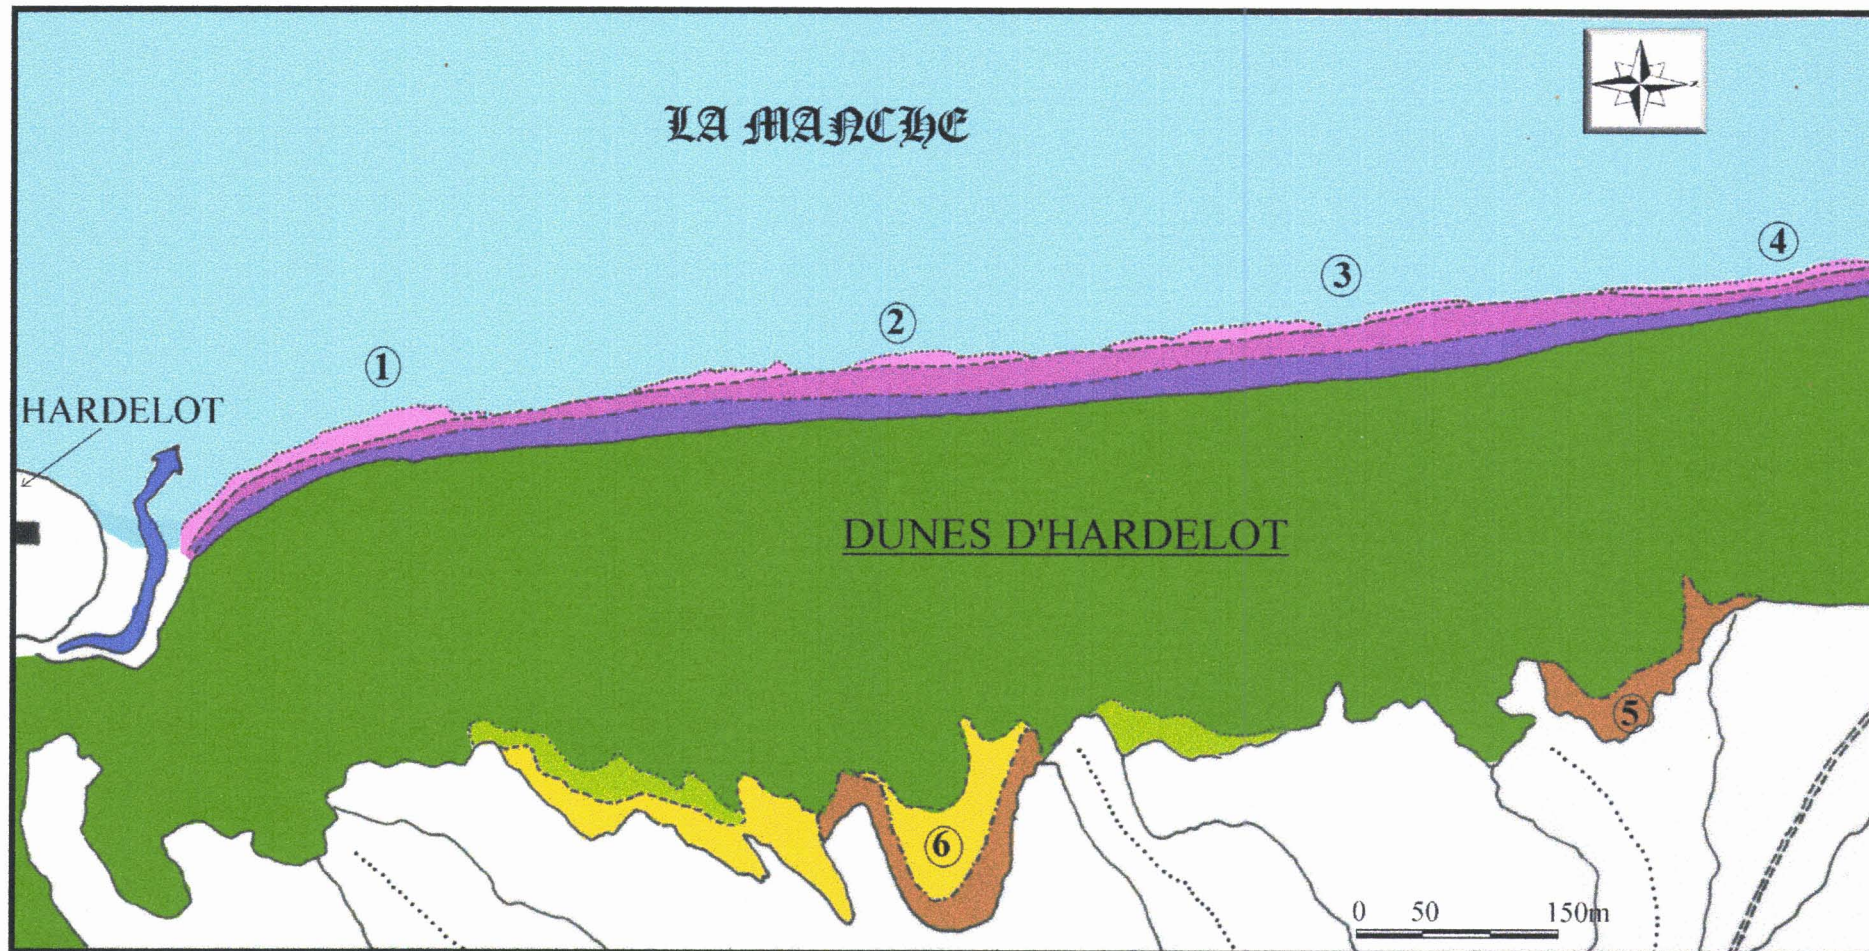 LA MANCHE
④
③
②
①
HARDELOT
DUNES D'HARDELOT
⑤
⑥
0 50 150m